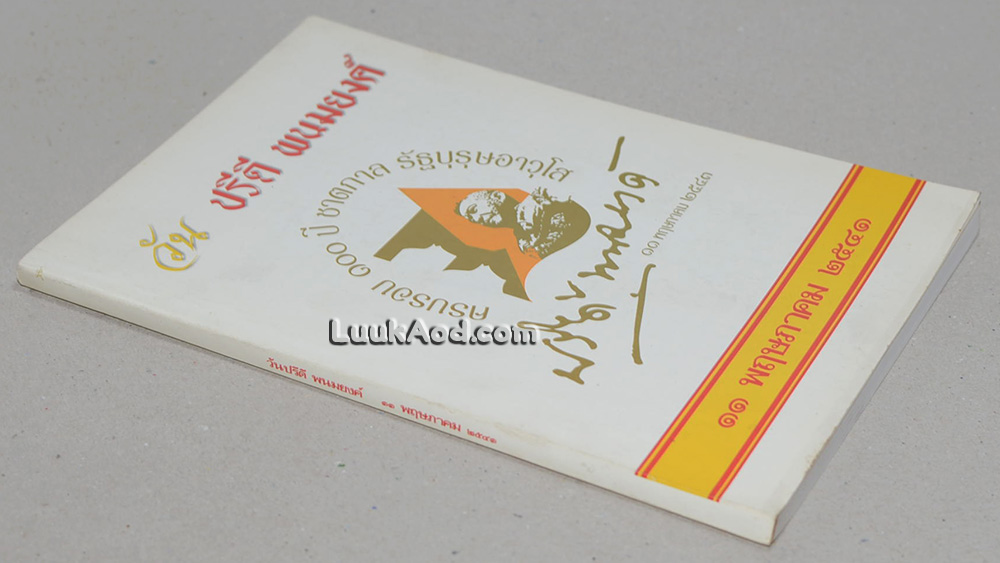 วัน
ปรีดี พนมยงค์
ครบรอบ ๑๐๐ ปี ชาตกาล รัฐบุรุษอาวุโส
ปรีดี พนมยงค์
๑๑ พฤษภาคม ๒๕๔๓
๑๑ พฤษภาคม ๒๕๔๑
วันปรีดี พนมยงค์ ๑๑ พฤษภาคม ๒๕๔๑
LuukAod.com